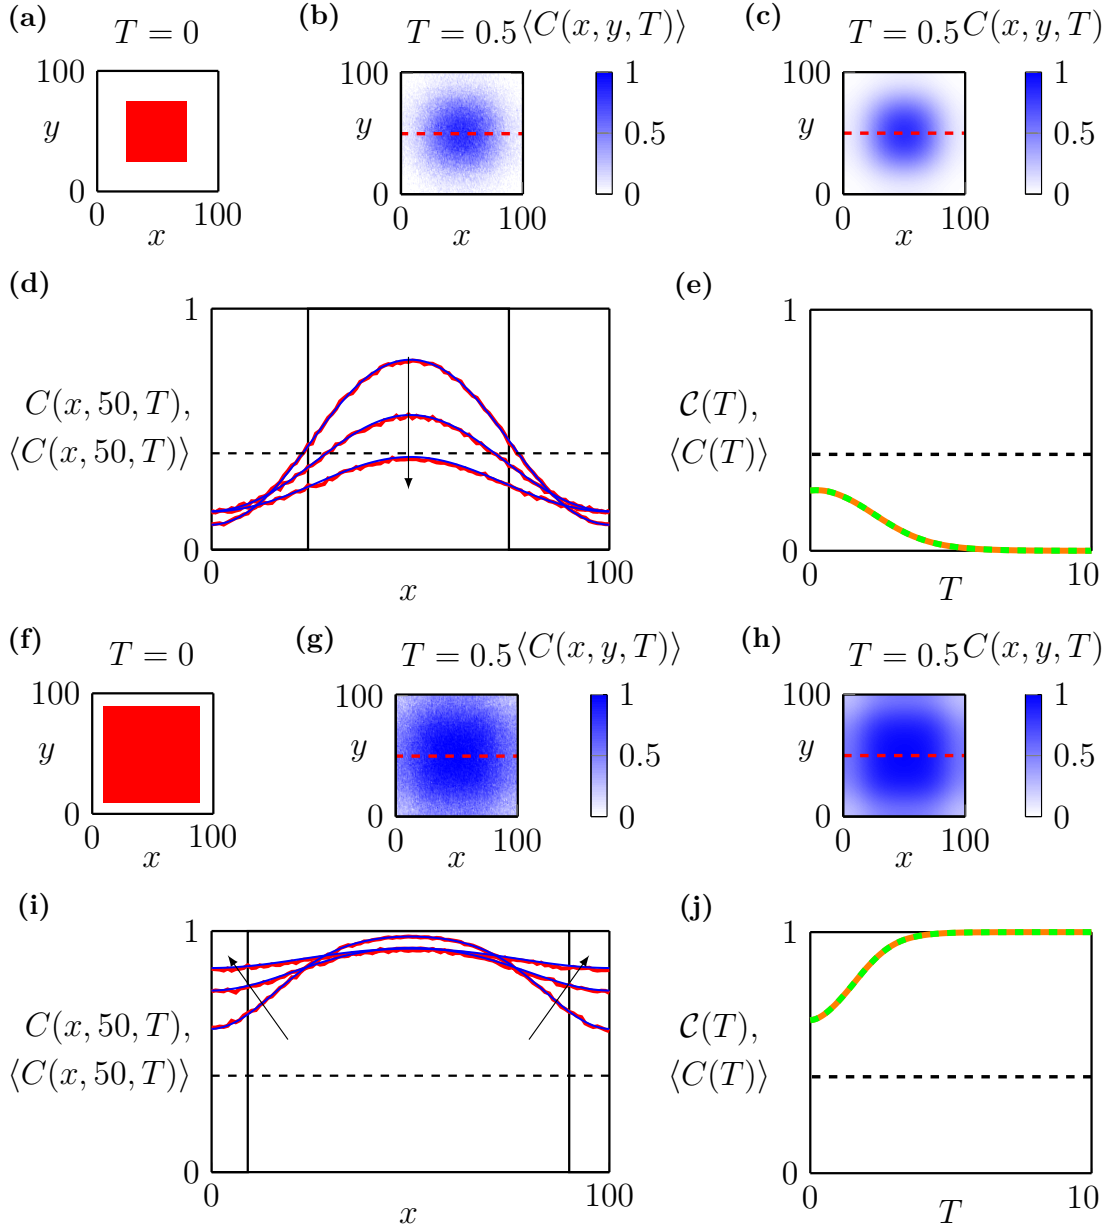 (a)
T = 0
100
y
0
0
100
x
(b)
T = 0.5
⟨C(x, y, T)⟩
100
y
0
0
100
x
1
0.5
0
(c)
T = 0.5
C(x, y, T)
100
y
0
0
100
x
1
0.5
0
(d)
1
C(x, 50, T),
⟨C(x, 50, T)⟩
0
0
100
x
(e)
1
𝒞(T),
⟨C(T)⟩
0
0
10
T
(f)
T = 0
100
y
0
0
100
x
(g)
T = 0.5
⟨C(x, y, T)⟩
100
y
0
0
100
x
1
0.5
0
(h)
T = 0.5
C(x, y, T)
100
y
0
0
100
x
1
0.5
0
(i)
1
C(x, 50, T),
⟨C(x, 50, T)⟩
0
0
100
x
(j)
1
𝒞(T),
⟨C(T)⟩
0
0
10
T